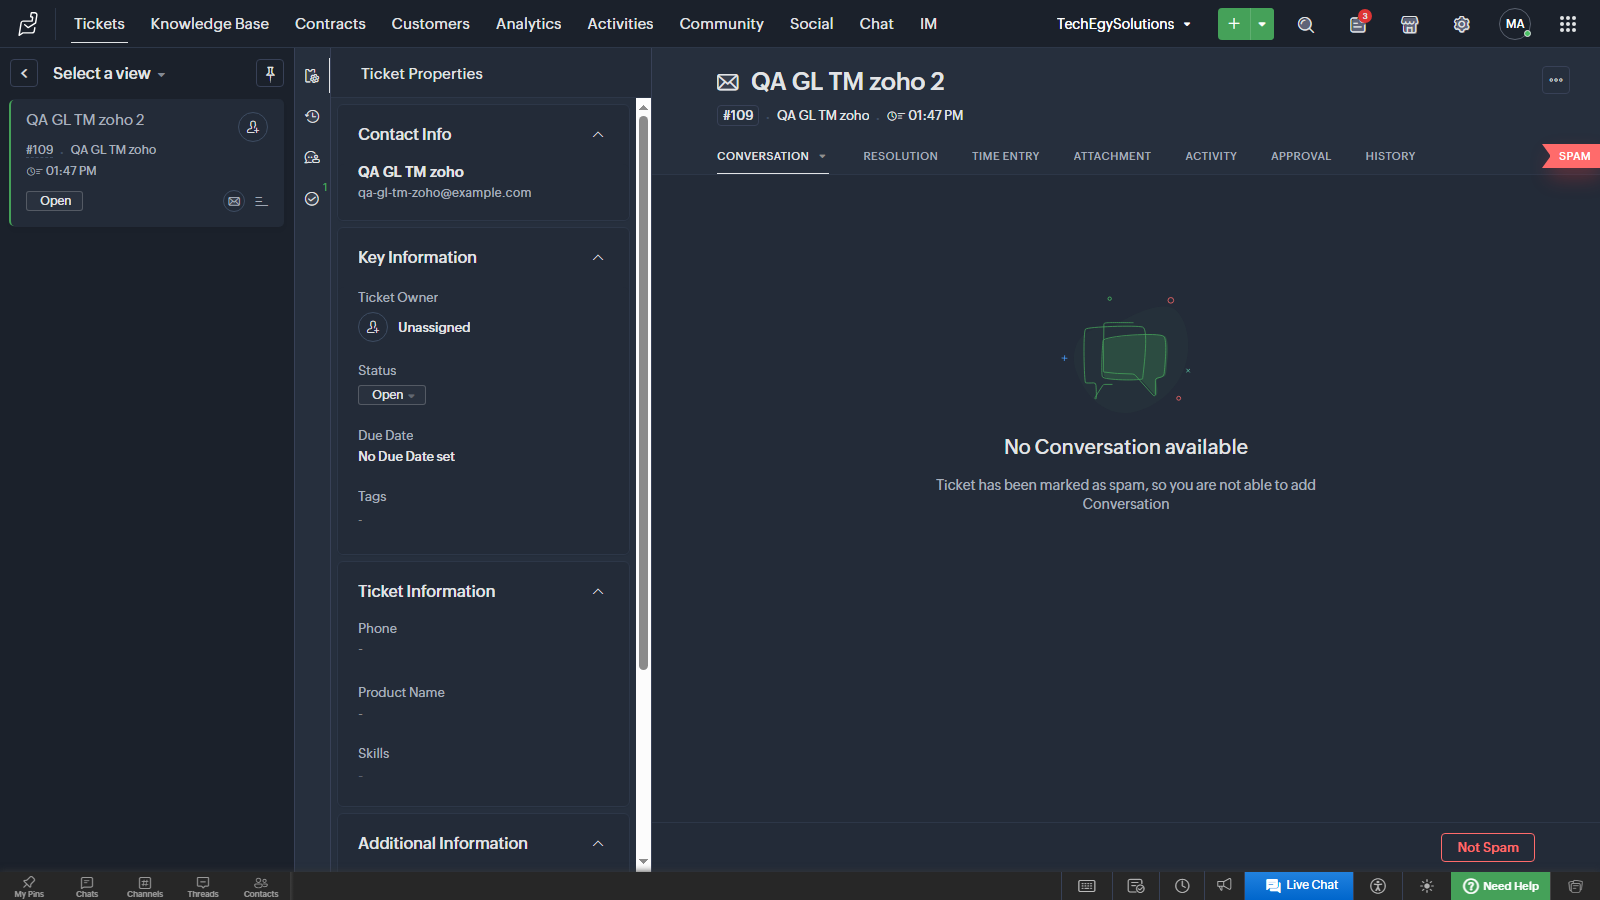 Tickets
Knowledge Base
Contracts
Customers
Analytics
Activities
Community
Social
Chat
IM
TechEgySolutions
3
MA
Select a view
QA GL TM zoho 2
#109 . QA GL TM zoho
01:47 PM
Open
1
Ticket Properties
Contact Info
QA GL TM zoho
qa-gl-tm-zoho@example.com
Key Information
Ticket Owner
Unassigned
Status
Open
Due Date
No Due Date set
Tags
-
Ticket Information
Phone
-
Product Name
-
Skills
-
Additional Information
QA GL TM zoho 2
#109 . QA GL TM zoho . 01:47 PM
CONVERSATION
RESOLUTION
TIME ENTRY
ATTACHMENT
ACTIVITY
APPROVAL
HISTORY
SPAM
No Conversation available
Ticket has been marked as spam, so you are not able to add
Conversation
Not Spam
My Pins
Chats
Channels
Threads
Contacts
Live Chat
Need Help